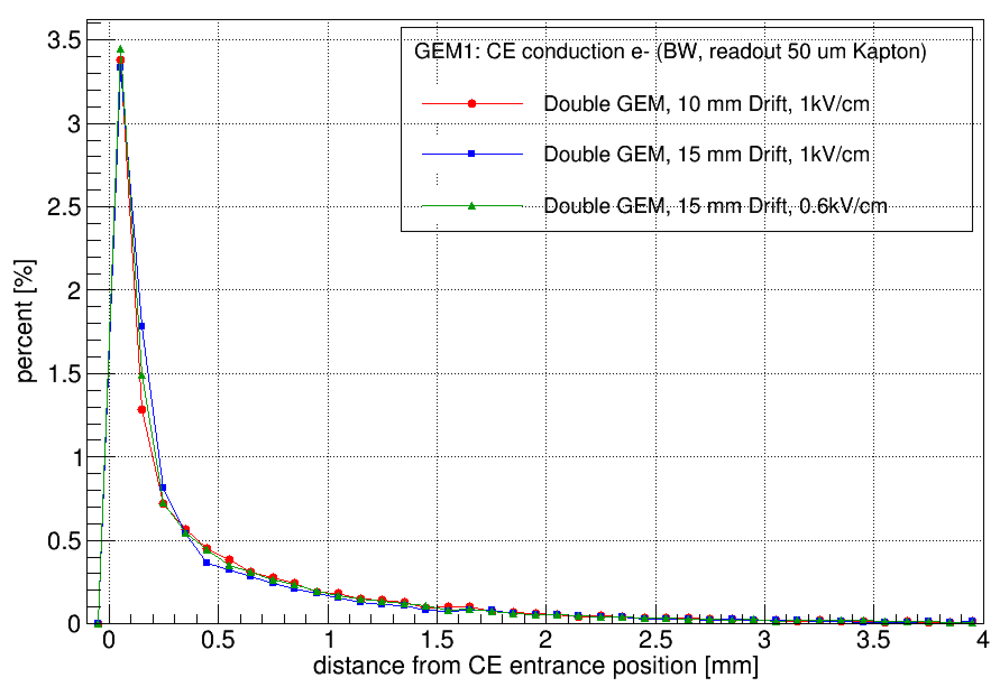 GEM1: CE conduction e- (BW, readout 50 um Kapton)
Double GEM, 10 mm Drift, 1kV/cm
Double GEM, 15 mm Drift, 1kV/cm
Double GEM, 15 mm Drift, 0.6kV/cm
percent [%]
3.5
3
2.5
2
1.5
1
0.5
0
0 0.5 1 1.5 2 2.5 3 3.5 4
distance from CE entrance position [mm]